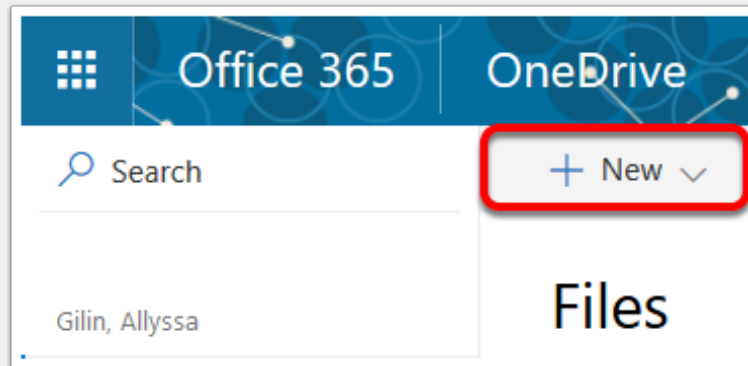 Office 365 OneDrive
Search
+ New
Gilin, Allyssa
Files